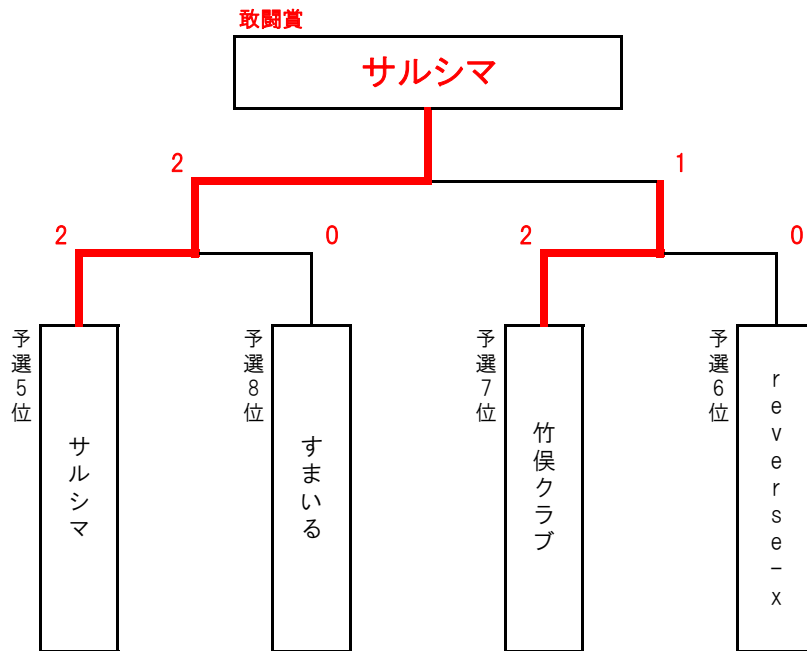 敢闘賞
サルシマ
2
1
2
0
2
0
予選5位
サルシマ
予選8位
すまいる
予選7位
竹俣クラブ
予選6位
reverse-x